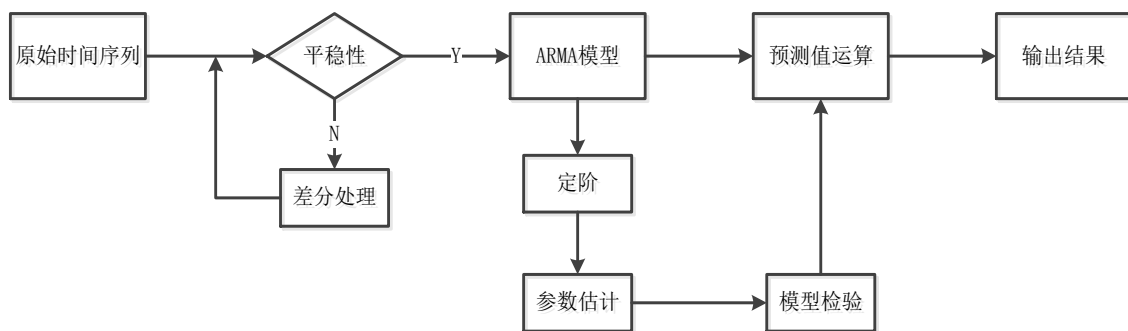 原始时间序列
平稳性
Y
ARMA模型
预测值运算
输出结果
N
差分处理
定阶
参数估计
模型检验